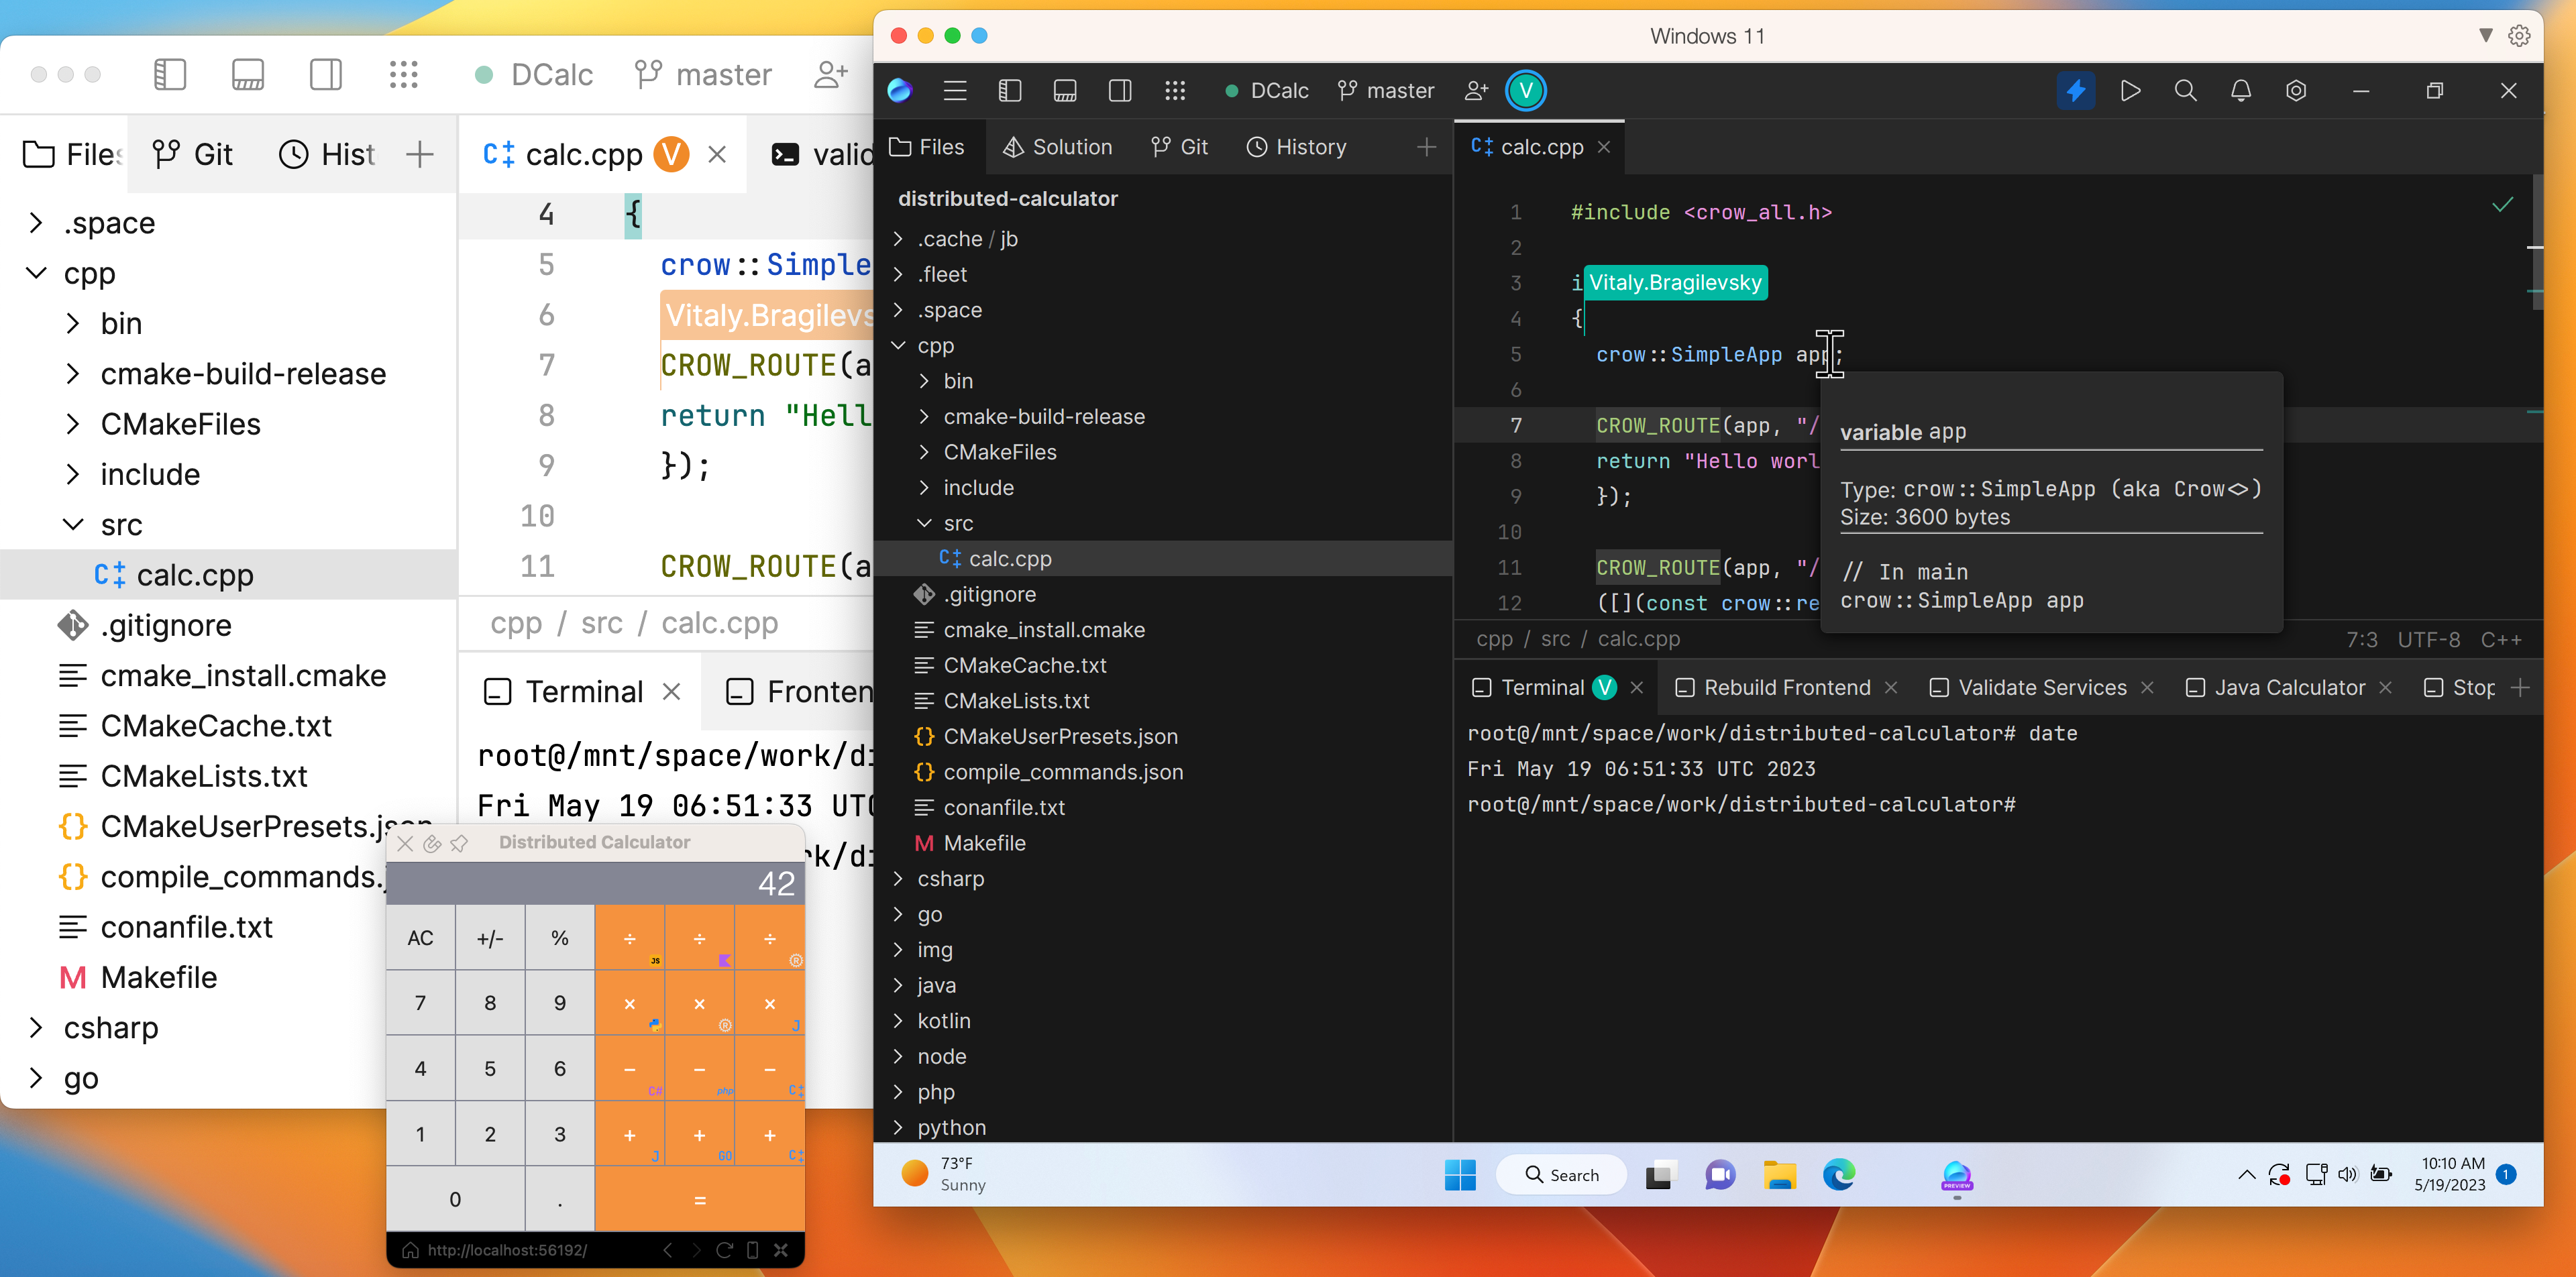 DCalc
master
Files
Git
Hist
calc.cpp
V
valid
.space
cpp
bin
cmake-build-release
CMakeFiles
include
src
calc.cpp
.gitignore
cmake_install.cmake
CMakeCache.txt
CMakeLists.txt
CMakeUserPresets.json
compile_commands.j
conanfile.txt
M Makefile
csharp
go
4 {
5 crow::Simple
6 Vitaly.Bragilevs
7 CROW_ROUTE(a
8 return "Hell
9 });
10
11 CROW_ROUTE(a
cpp / src / calc.cpp
Terminal
Fronten
root@/mnt/space/work/di
Fri May 19 06:51:33 UTC
rk/di
Distributed Calculator
42
AC +/- % ÷ JS ÷ ÷ R
7 8 9 × × R × J
4 5 6 − C# − php − C‡
1 2 3 + J + GO + C‡
0 . =
http://localhost:56192/
Windows 11
DCalc
master
V
Files
Solution
Git
History
calc.cpp
distributed-calculator
.cache / jb
.fleet
.space
cpp
bin
cmake-build-release
CMakeFiles
include
src
calc.cpp
.gitignore
cmake_install.cmake
CMakeCache.txt
CMakeLists.txt
CMakeUserPresets.json
compile_commands.json
conanfile.txt
M Makefile
csharp
go
img
java
kotlin
node
php
python
1 #include <crow_all.h>
2
3 i Vitaly.Bragilevsky
4 {
5 crow::SimpleApp app;
6
7 CROW_ROUTE(app, "/
8 return "Hello worl
9 });
10
11 CROW_ROUTE(app, "/
12 ([](const crow::re
variable app
Type: crow::SimpleApp (aka Crow<>)
Size: 3600 bytes
// In main
crow::SimpleApp app
cpp / src / calc.cpp
7:3 UTF-8 C++
Terminal V
Rebuild Frontend
Validate Services
Java Calculator
Stop
root@/mnt/space/work/distributed-calculator# date
Fri May 19 06:51:33 UTC 2023
root@/mnt/space/work/distributed-calculator#
73°F
Sunny
Search
PREVIEW
10:10 AM
5/19/2023
1